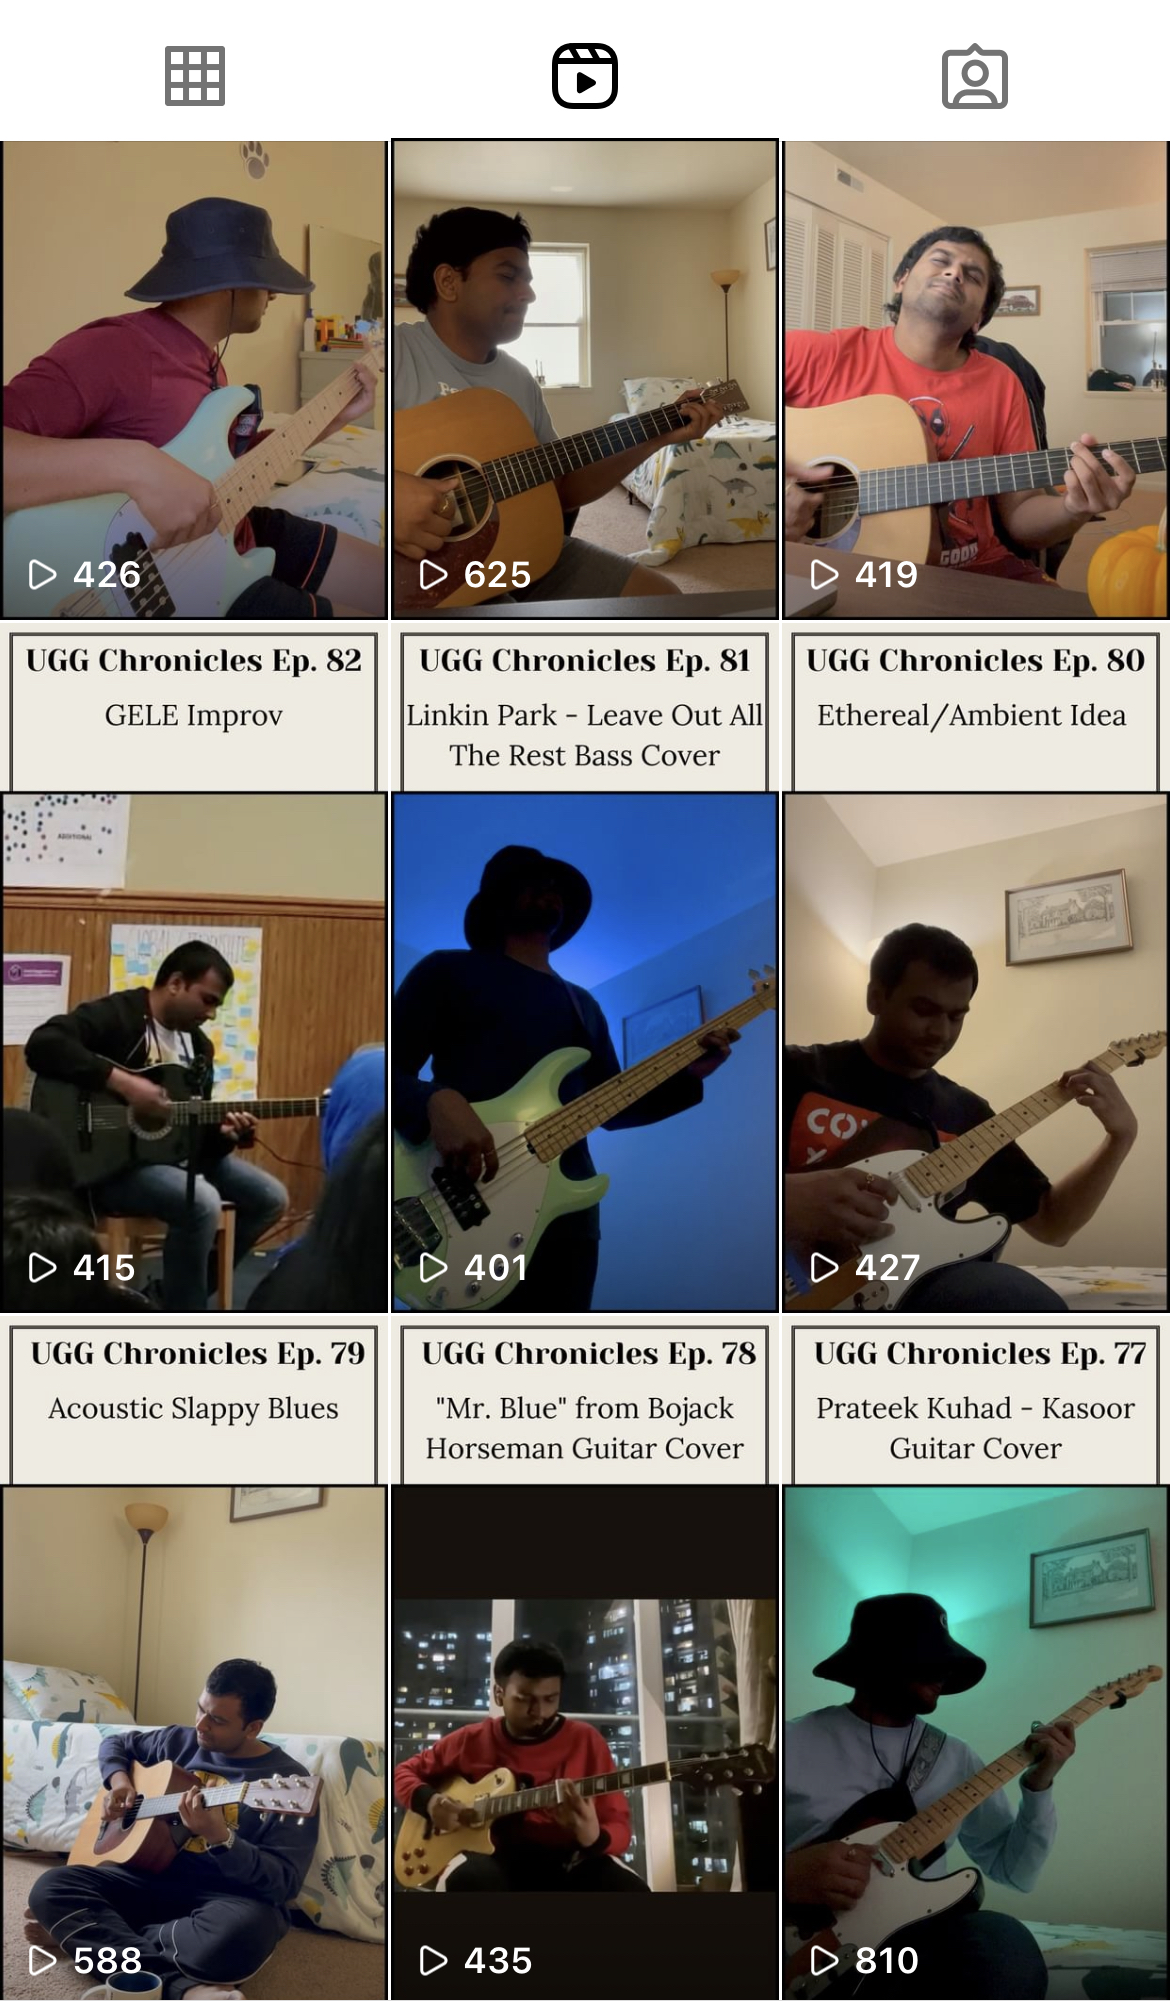 426
625
419
UGG Chronicles Ep. 82
GELE Improv
UGG Chronicles Ep. 81
Linkin Park - Leave Out All
The Rest Bass Cover
UGG Chronicles Ep. 80
Ethereal/Ambient Idea
ADDITIONAL
CO
415
401
427
UGG Chronicles Ep. 79
Acoustic Slappy Blues
UGG Chronicles Ep. 78
"Mr. Blue" from Bojack
Horseman Guitar Cover
UGG Chronicles Ep. 77
Prateek Kuhad - Kasoor
Guitar Cover
588
435
810